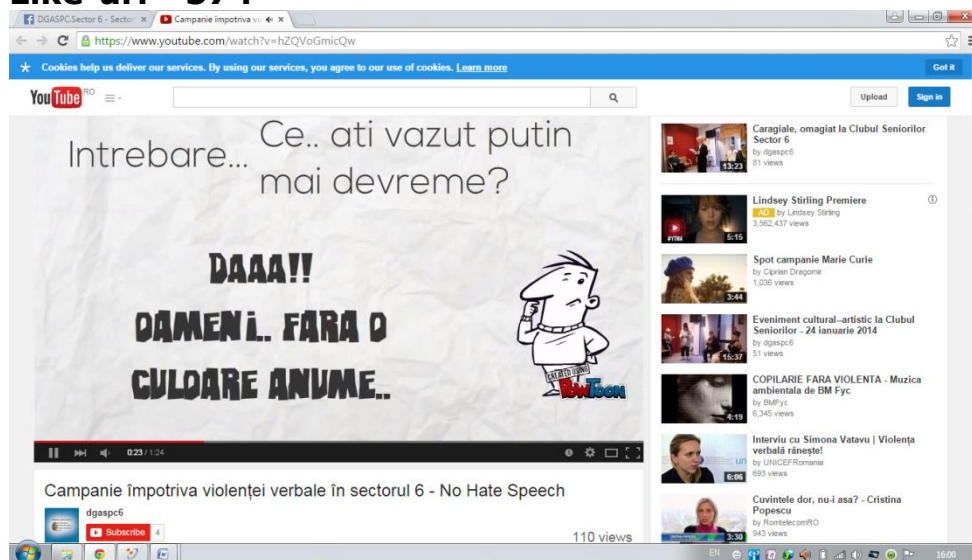 DGASPC.Sector 6 - Sector
Campanie împotriva vi
https://www.youtube.com/watch?v=hZQVoGmicQw
Cookies help us deliver our services. By using our services, you agree to our use of cookies. Learn more
Got it
YouTube RO
Upload
Sign in
Intrebare...
Ce.. ati vazut putin
mai devreme?
DAAA!!
OAMENI.. FARA O
CULOARE ANUME..
CREATED USING
PowToon
0:23 / 1:24
Campanie împotriva violenței verbale în sectorul 6 - No Hate Speech
dgaspc6
Subscribe 4
110 views
Caragiale, omagiat la Clubul Seniorilor
Sector 6
by dgaspc6
81 views
13:23
Lindsey Stirling Premiere
AD by Lindsey Stirling
3,562,437 views
#YTMA
5:15
Spot campanie Marie Curie
by Ciprian Dragomir
1,036 views
3:44
Eveniment cultural–artistic la Clubul
Seniorilor - 24 ianuarie 2014
by dgaspc6
51 views
15:37
COPILARIE FARA VIOLENTA - Muzica
ambientala de BM Fyc
by BMFyc
6,345 views
4:19
Interviu cu Simona Vatavu | Violența
verbală rănește!
by UNICEFRomania
693 views
6:06
Cuvintele dor, nu-i asa? - Cristina
Popescu
by RomtelecomRO
943 views
3:30
EN
16:00